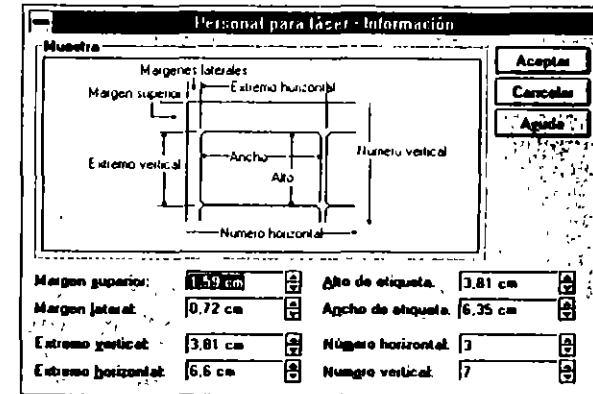 Personal para láser - Información
Muestra
Margenes laterales
Margen superior
Extremo horizontal
Extremo vertical
Ancho
Alto
Numero vertical
Numero horizontal
Aceptar
Cancelar
Ayuda
Margen superior: 1,59 cm
Margen lateral: 0,72 cm
Extremo vertical: 3,81 cm
Extremo horizontal: 6,6 cm
Alto de etiqueta: 3,81 cm
Ancho de etiqueta: 6,35 cm
Número horizontal: 3
Numero vertical: 7